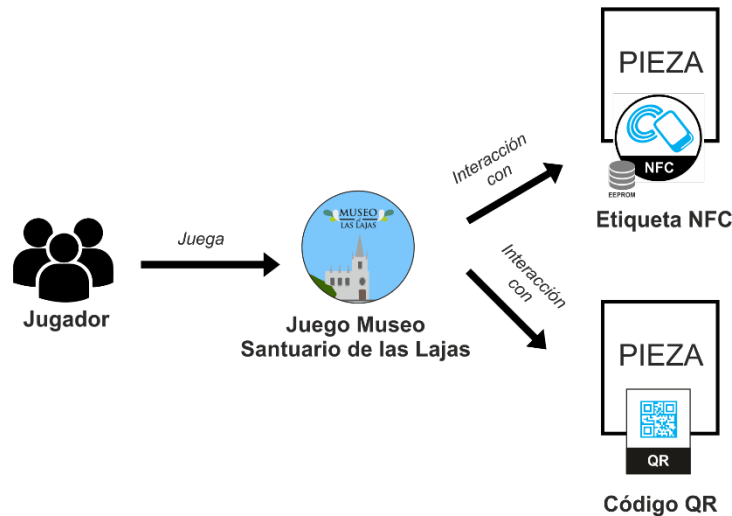 PIEZA
NFC
EEPROM
Etiqueta NFC
Interacción
con
Juega
MUSEO
DE
LAS LAJAS
Jugador
Juego Museo
Santuario de las Lajas
Interacción
con
PIEZA
QR
Código QR